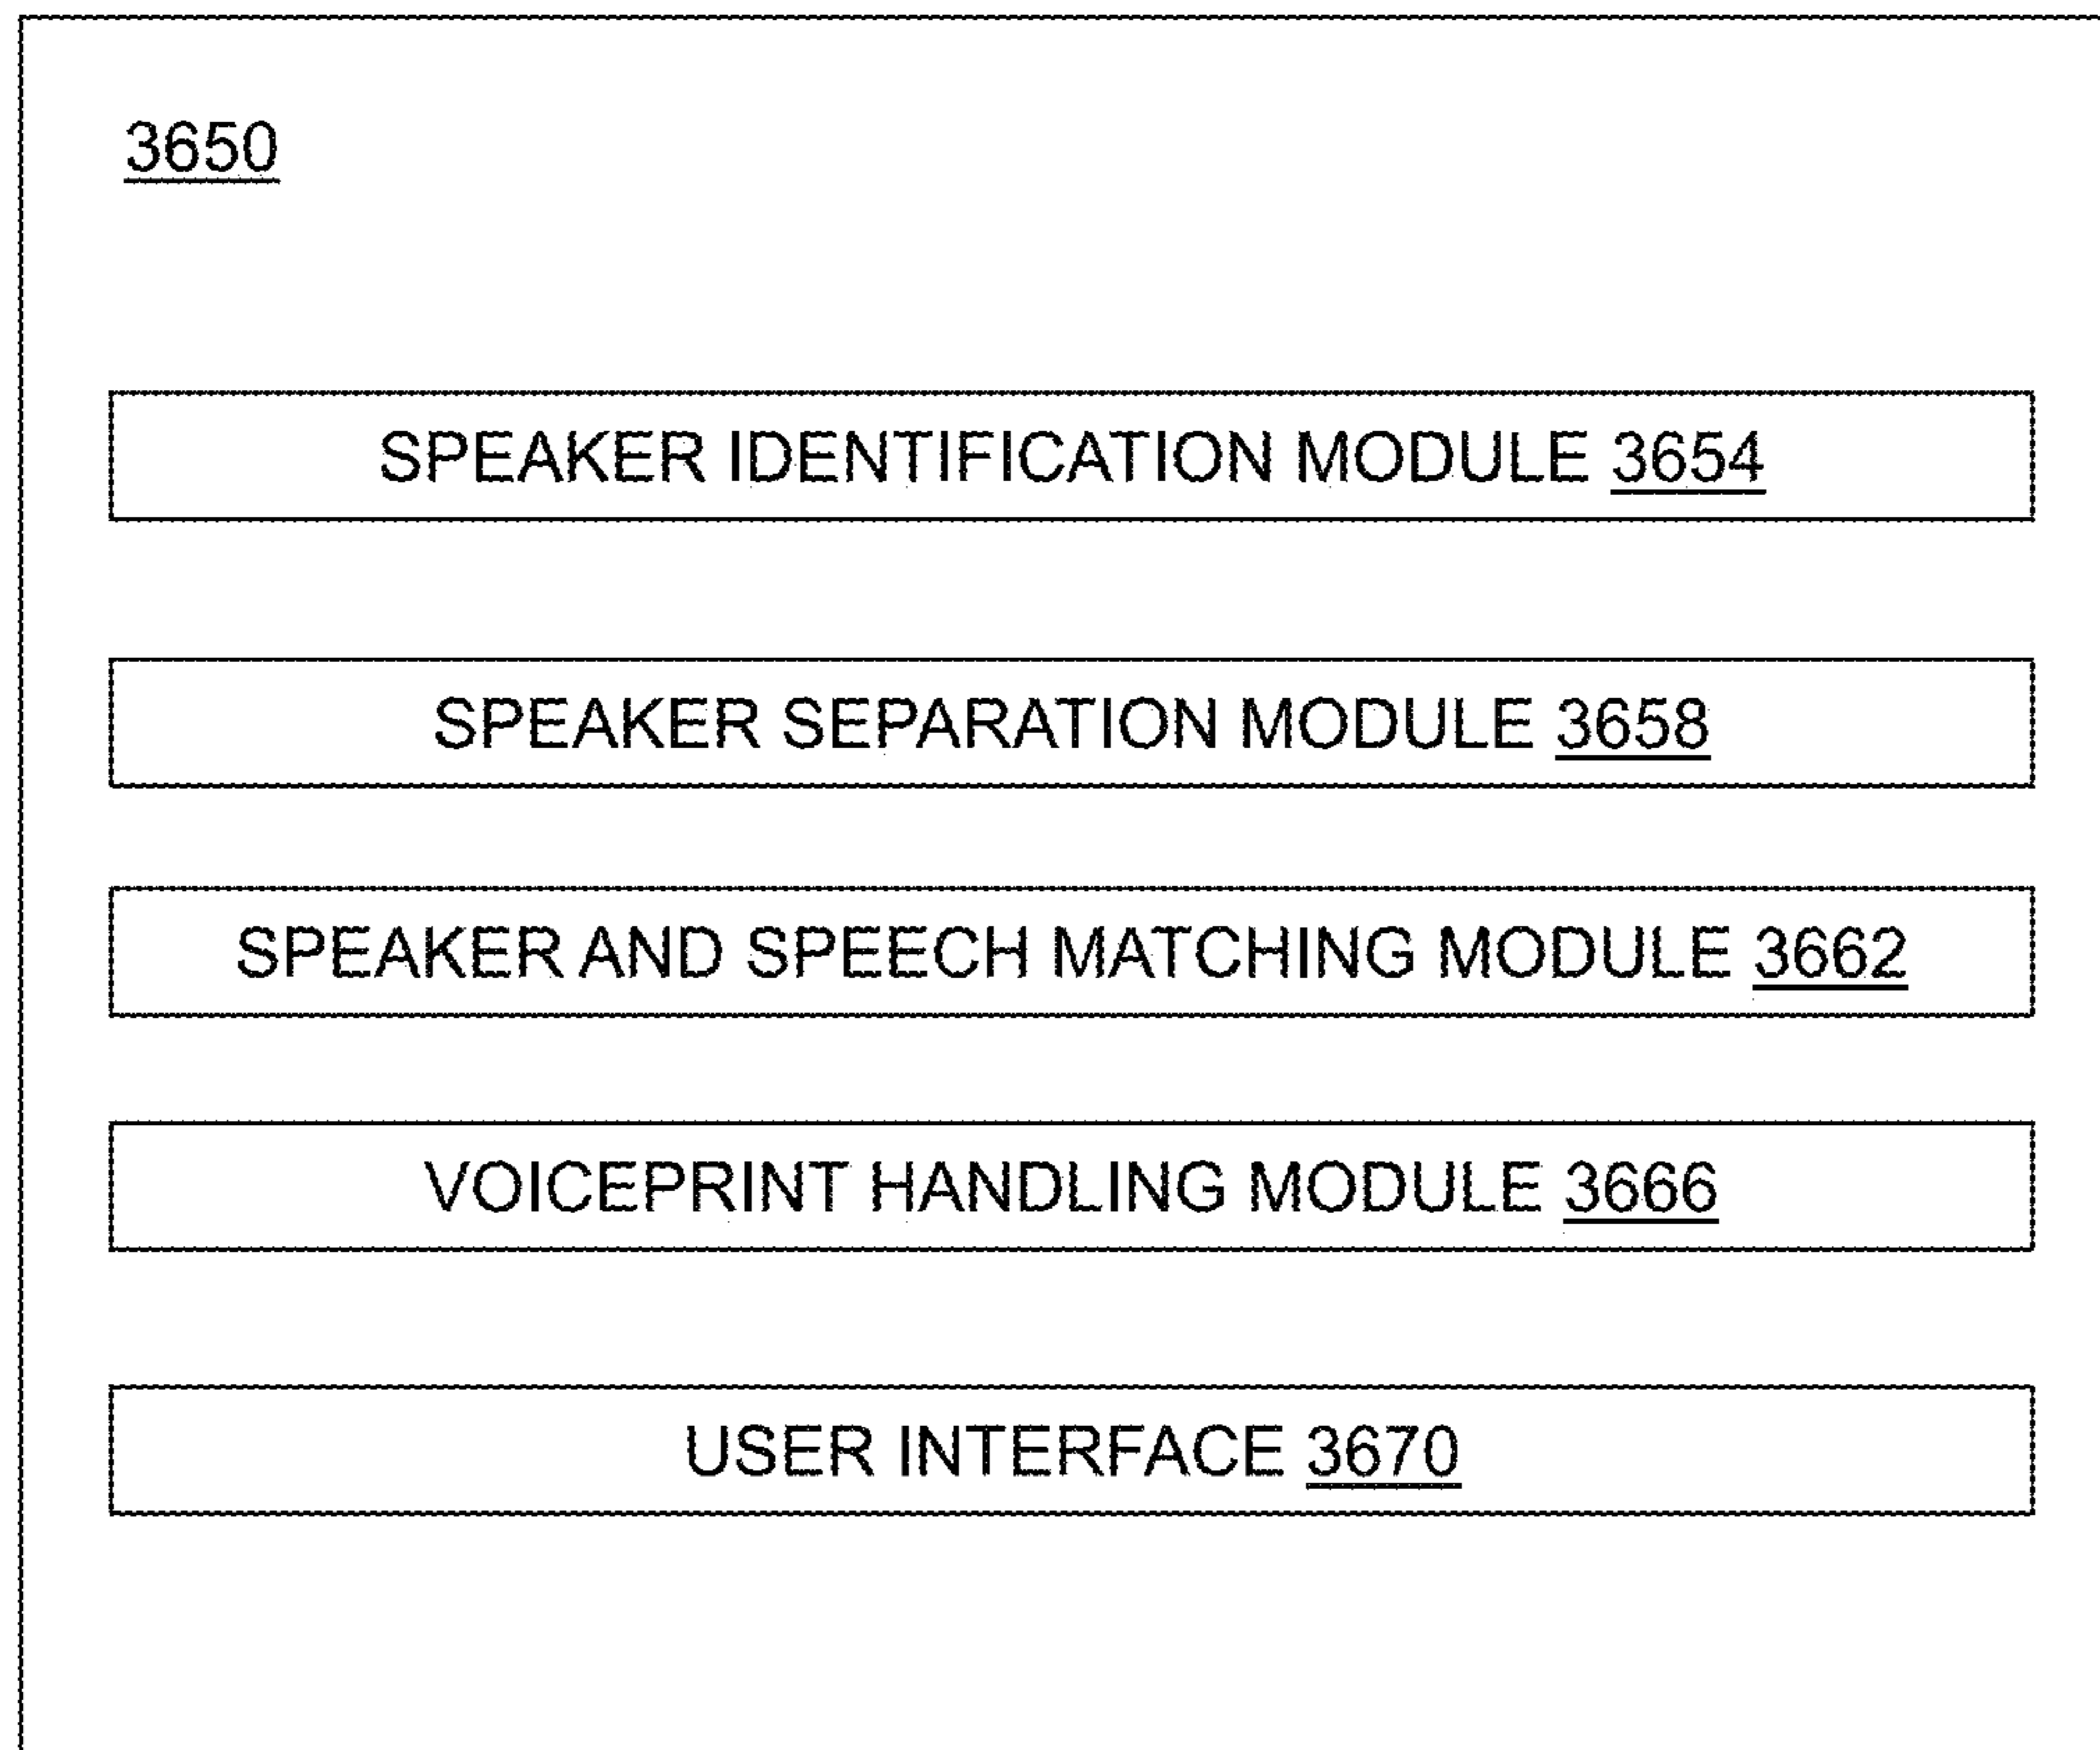 3650
SPEAKER IDENTIFICATION MODULE 3654
SPEAKER SEPARATION MODULE 3658
SPEAKER AND SPEECH MATCHING MODULE 3662
VOICEPRINT HANDLING MODULE 3666
USER INTERFACE 3670